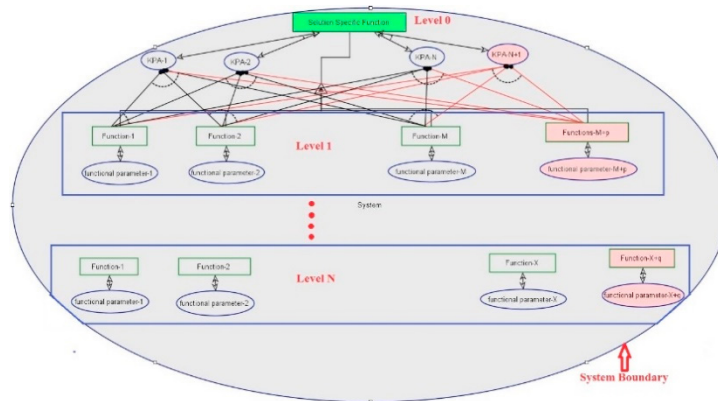 Solution Specific Function
Level 0
KPA-1
KPA-2
KPA-N
KPA-N+1
Function-1
Function-2
Level 1
Function-M
Functions-M+p
functional parameter-1
functional parameter-2
functional parameter-M
functional parameter-M+p
System
Function-1
Function-2
Level N
Function-X
Function-X+q
functional parameter-1
functional parameter-2
functional parameter-X
functional parameter-X+q
System Boundary